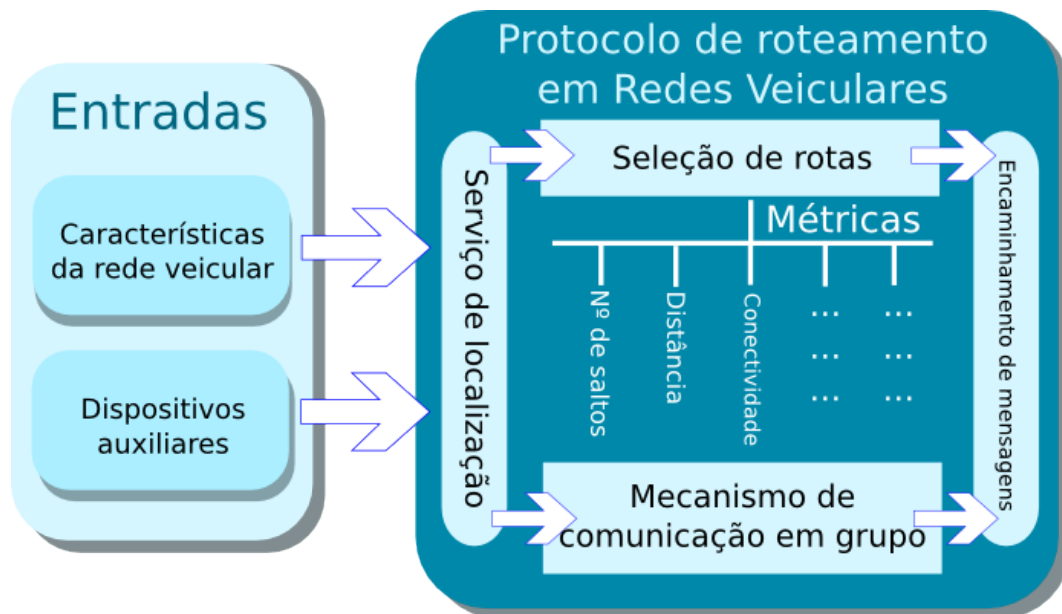 Entradas
Características
da rede veicular
Dispositivos
auxiliares
Protocolo de roteamento
em Redes Veiculares
Serviço de localização
Seleção de rotas
Métricas
Nº de saltos
Distância
Conectividade
... ...
... ...
... ...
Mecanismo de
comunicação em grupo
Encaminhamento de mensagens